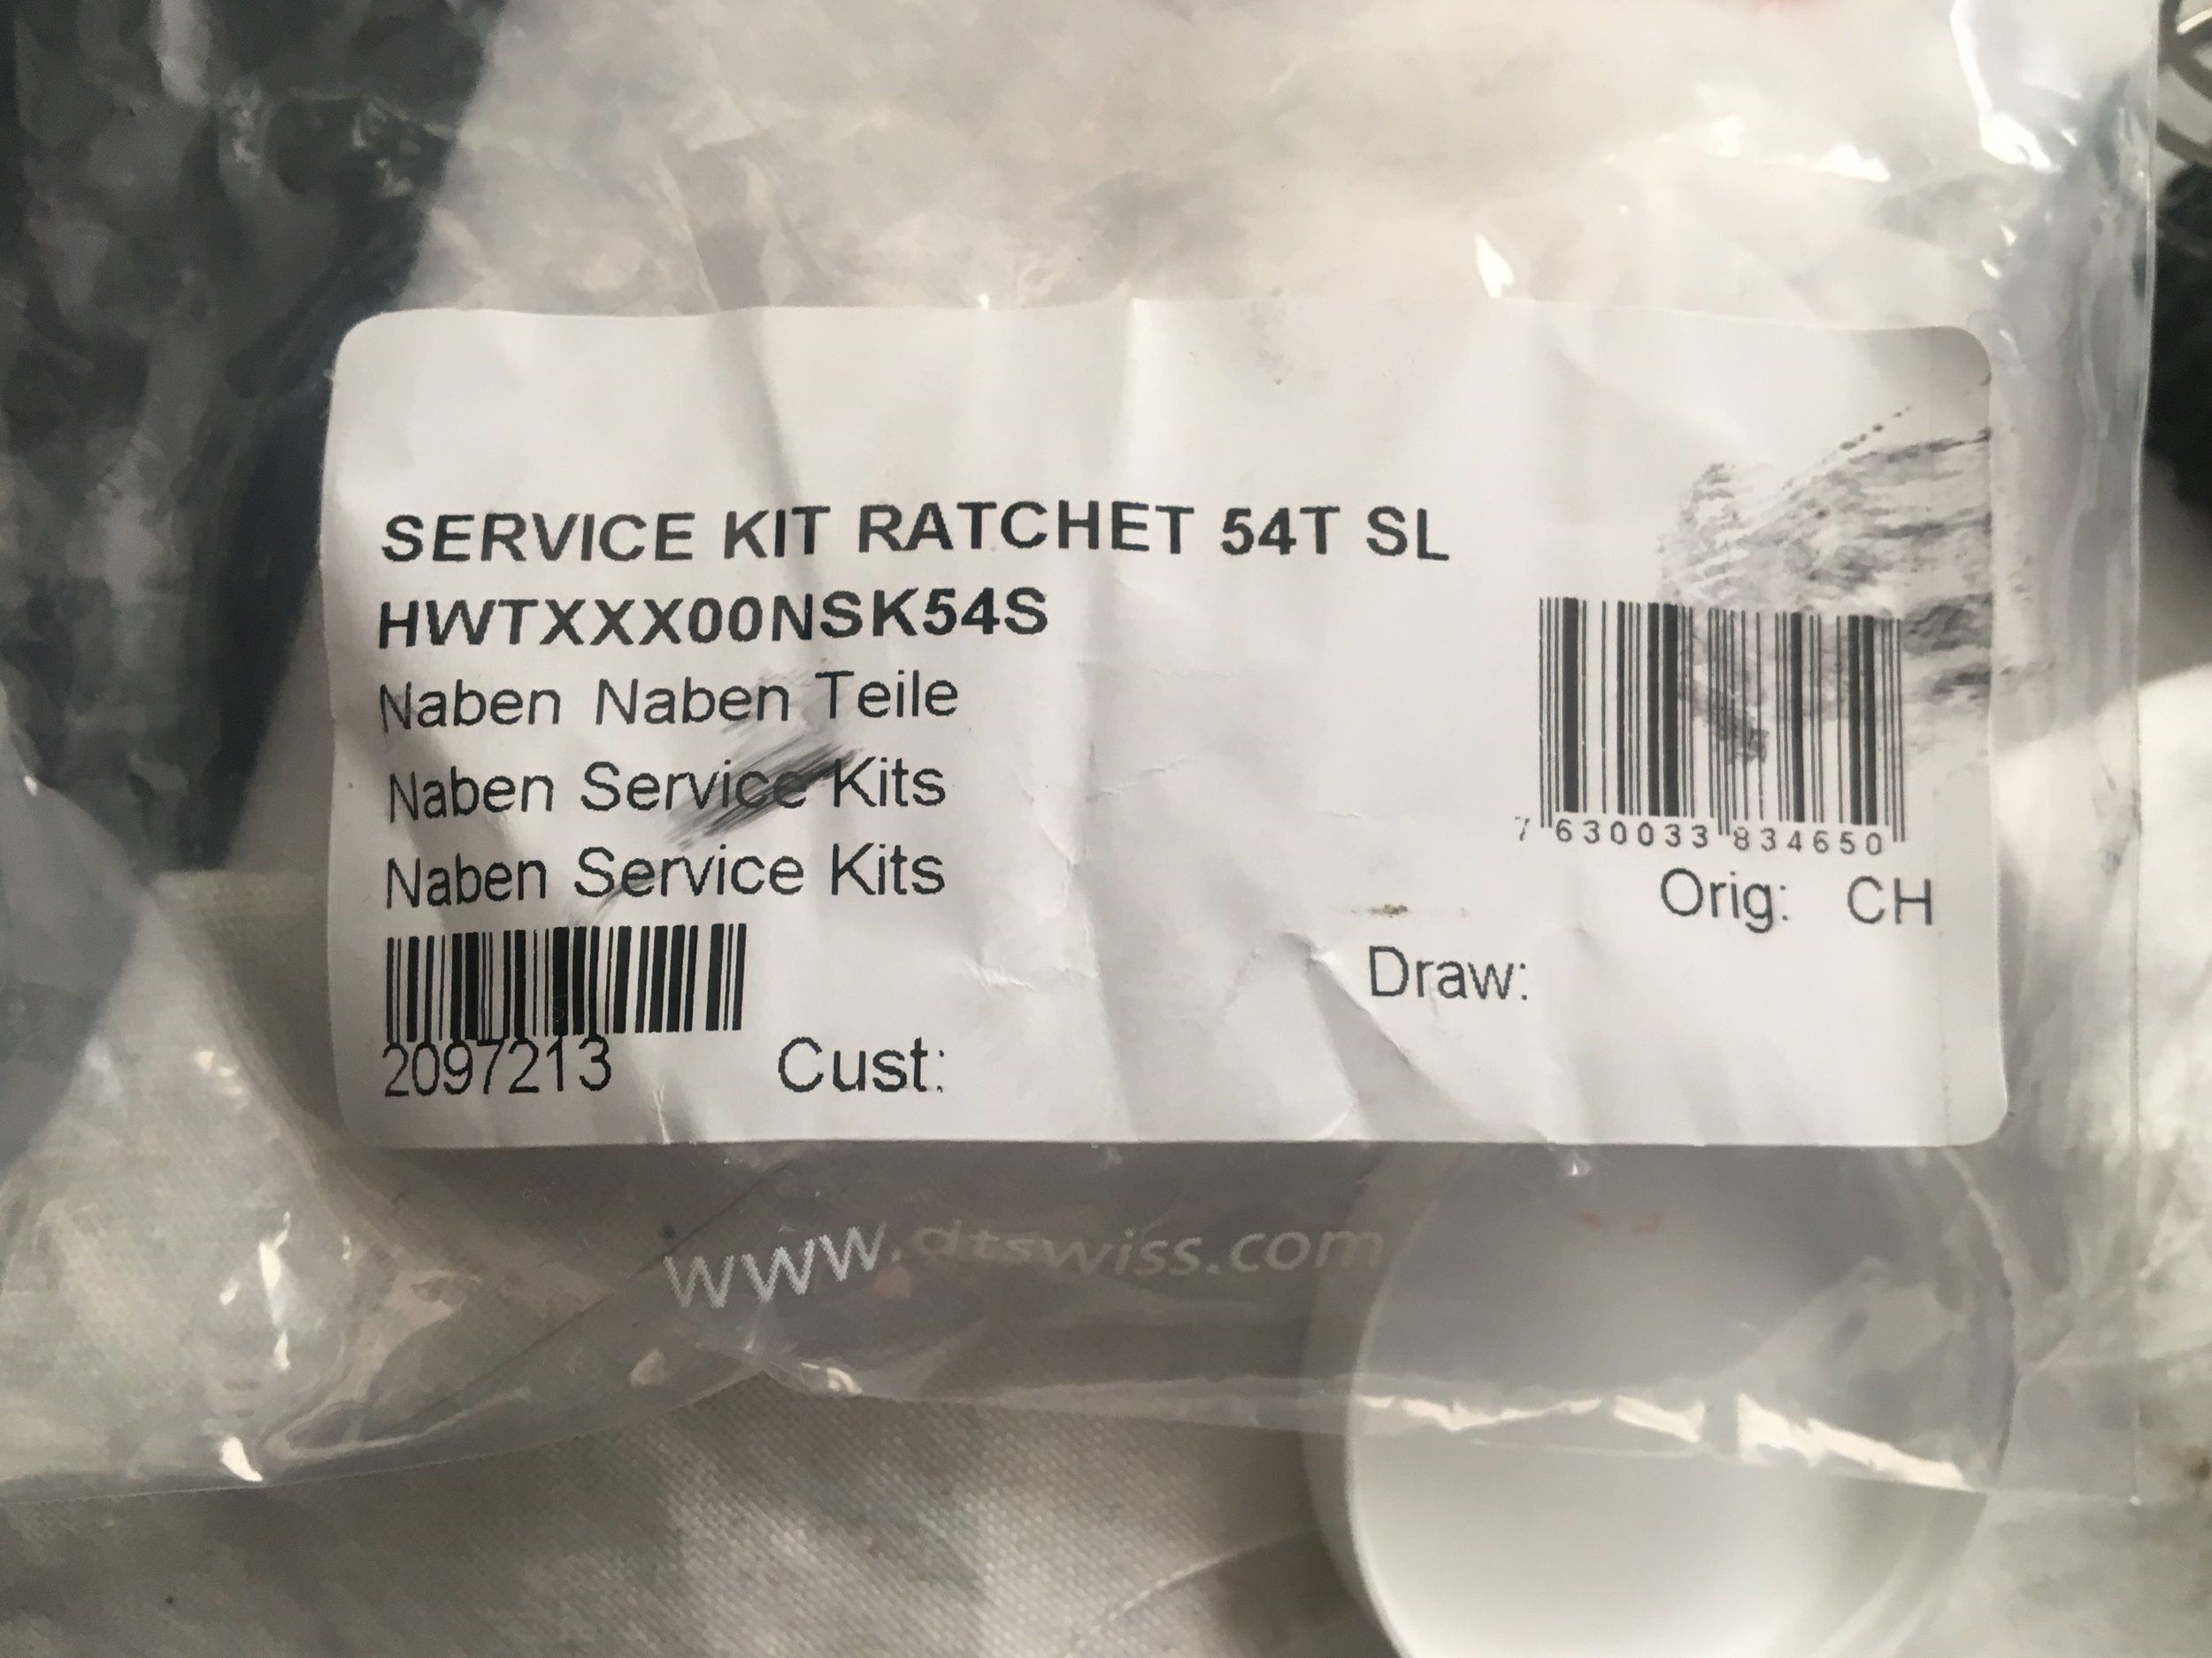 SERVICE KIT RATCHET 54T SL
HWTXXX00NSK54S
Naben Naben Teile
Naben Service Kits
Naben Service Kits
7 630033 834650
Orig: CH
Draw:
2097213 Cust:
www.dtswiss.com